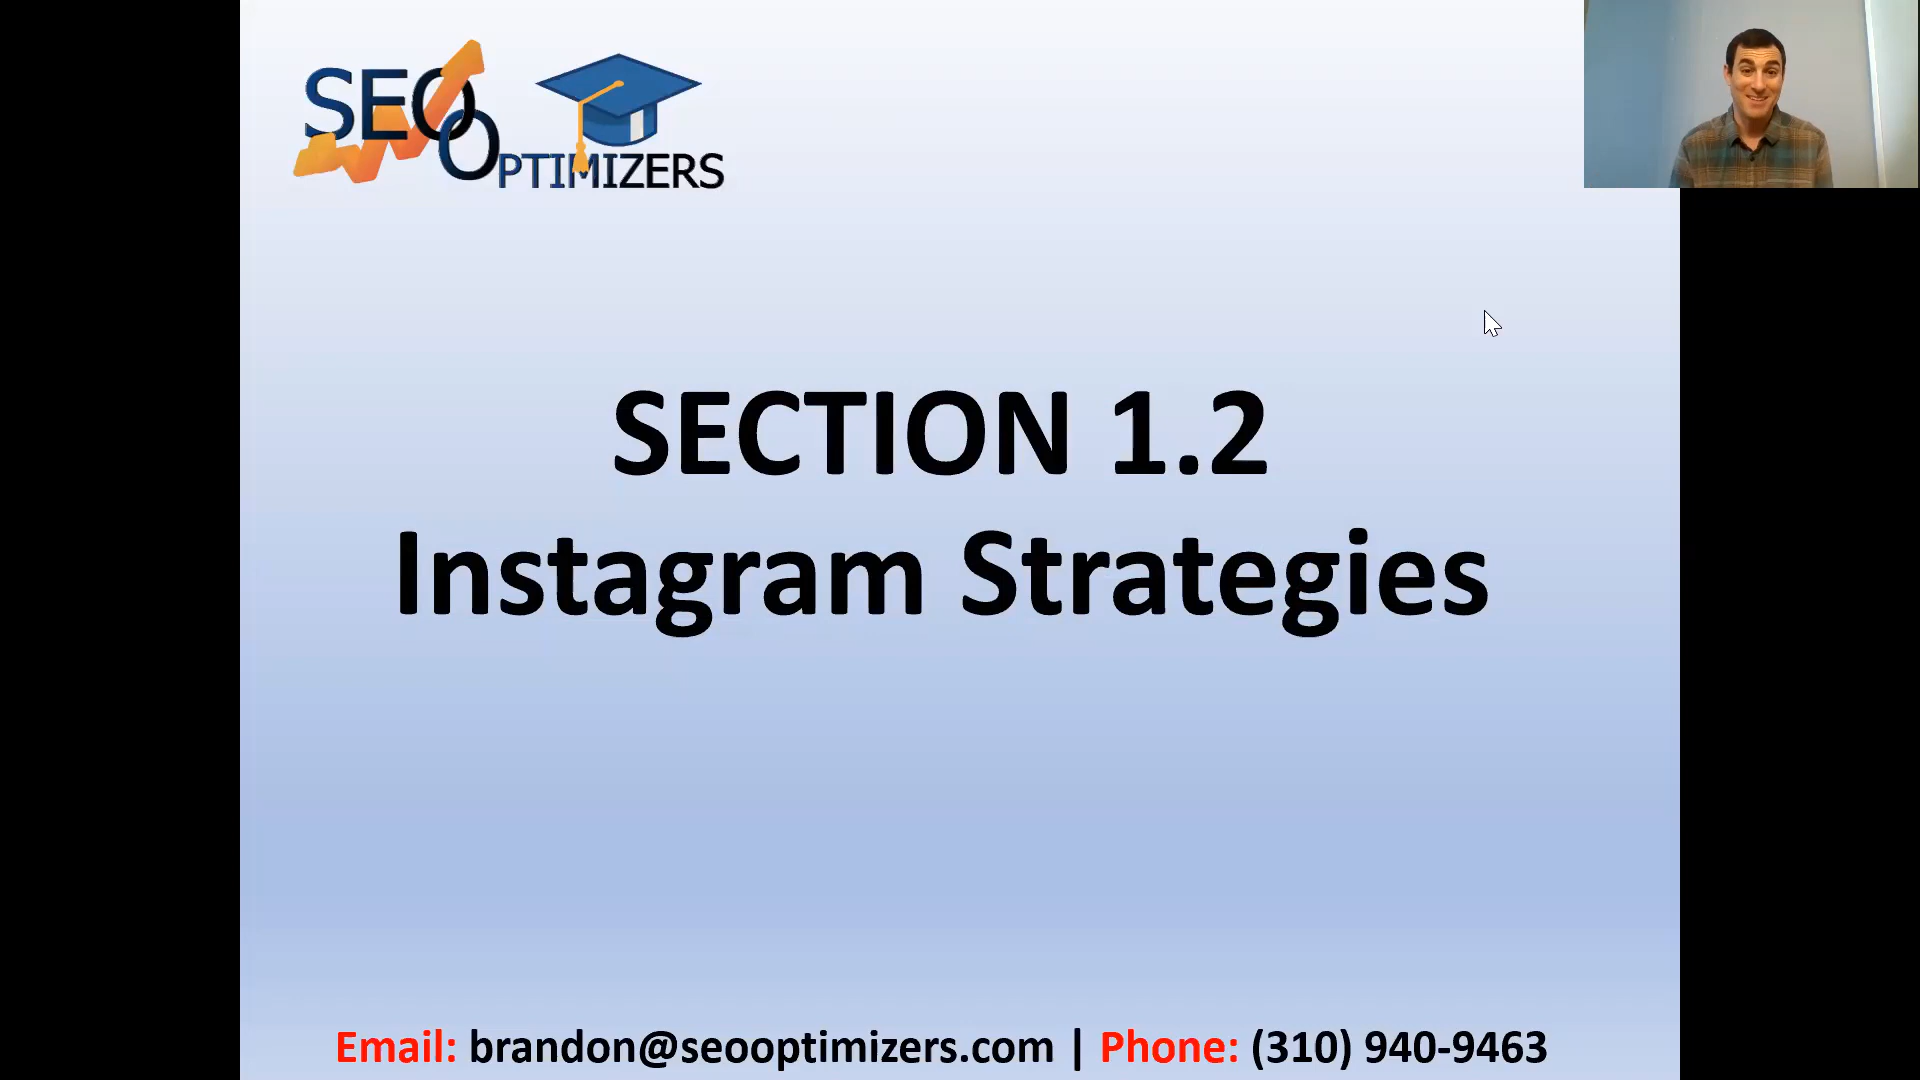 SEO OPTIMIZERS
SECTION 1.2
Instagram Strategies
Email: brandon@seooptimizers.com | Phone: (310) 940-9463